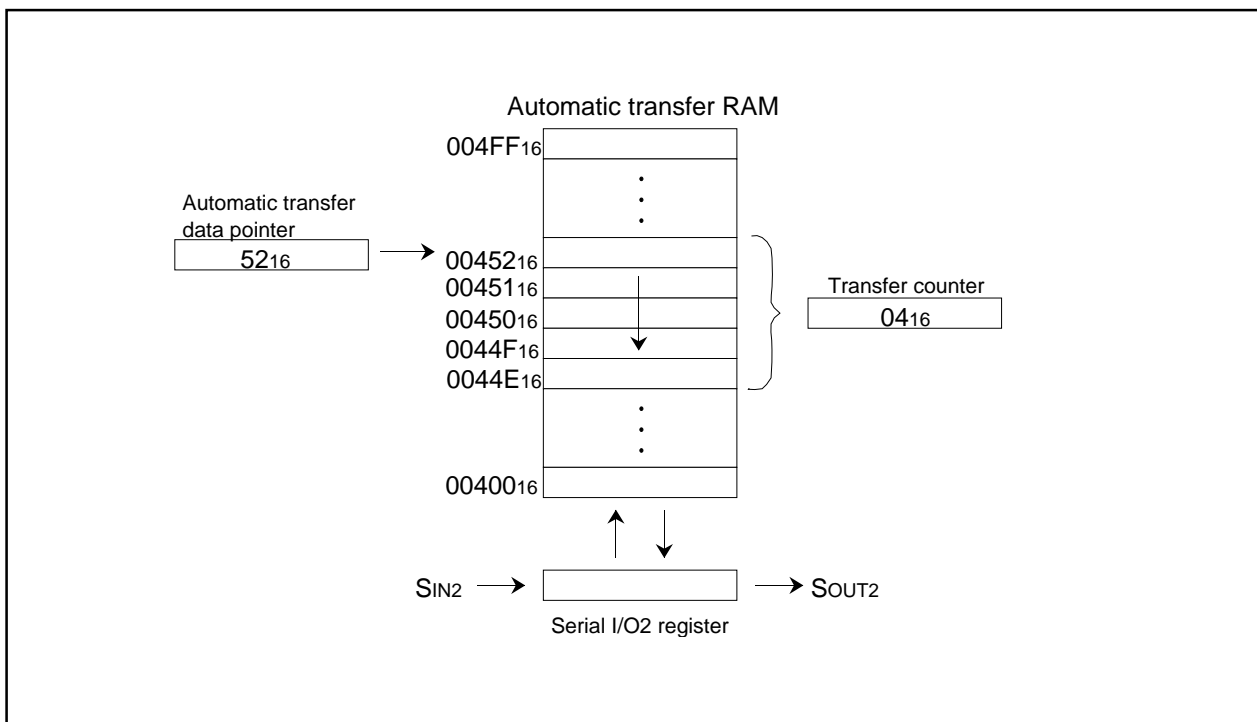 Automatic transfer RAM
004FF16
Automatic transfer
data pointer
5216
0045216
0045116
0045016
0044F16
0044E16
Transfer counter
0416
0040016
SIN2
SOUT2
Serial I/O2 register